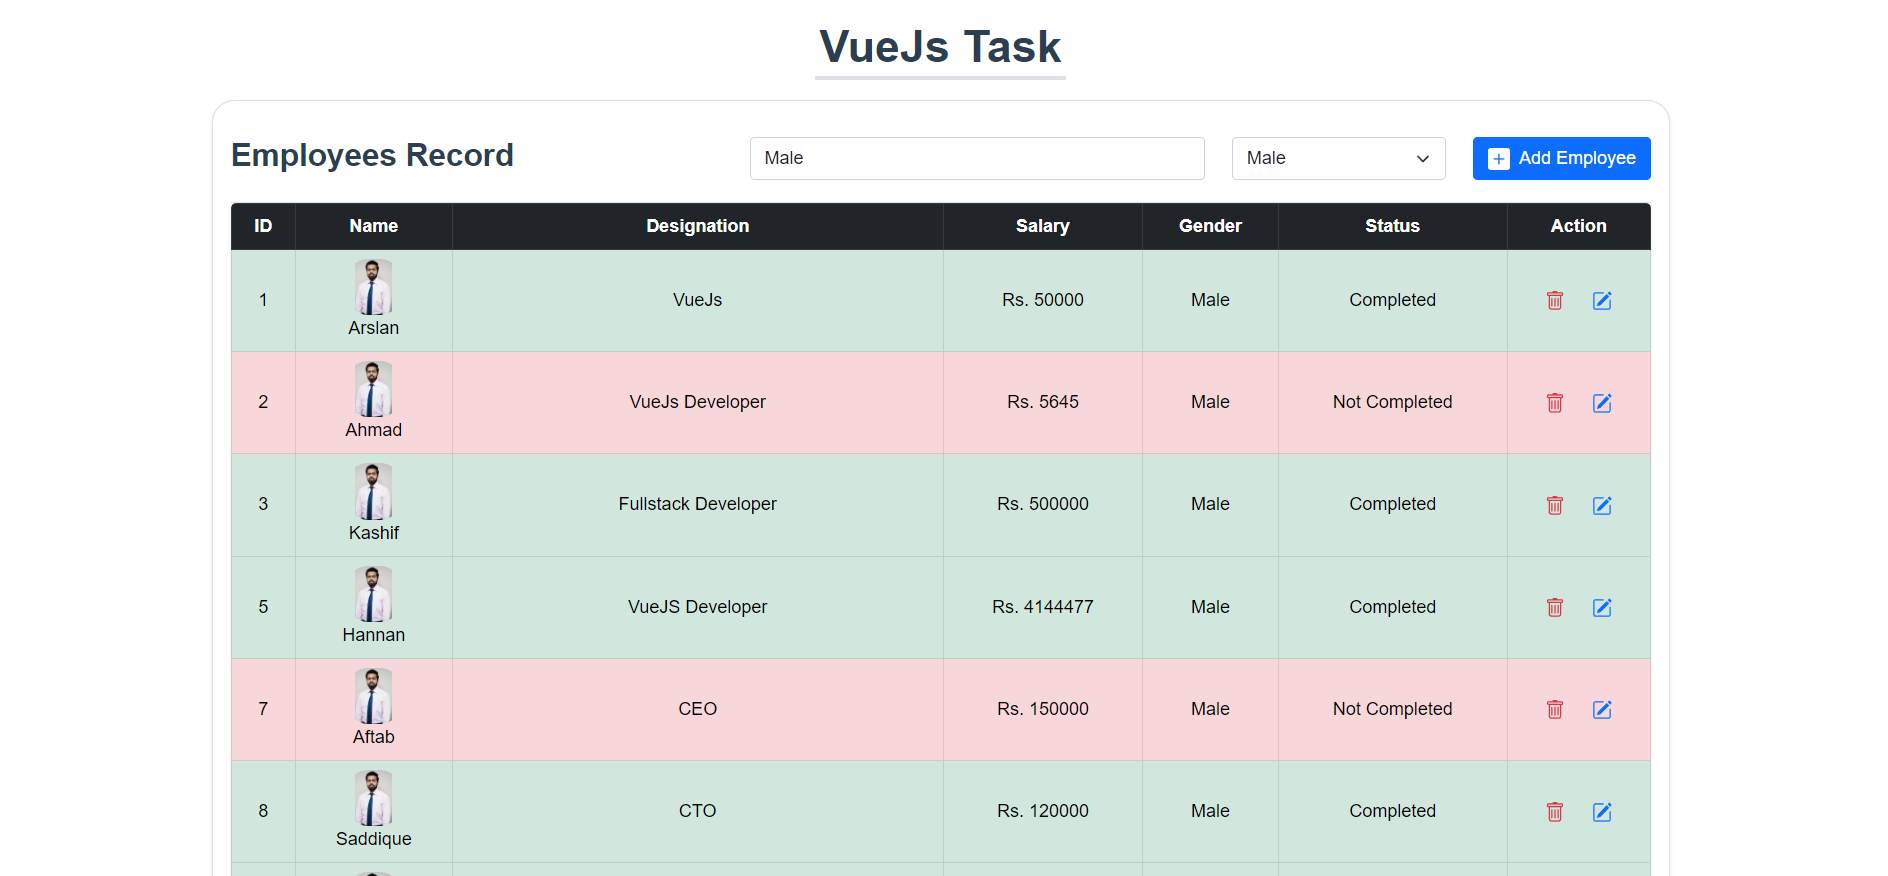 VueJs Task
Employees Record
Male
Male
Add Employee
ID Name Designation Salary Gender Status Action
1 Arslan VueJs Rs. 50000 Male Completed
2 Ahmad VueJs Developer Rs. 5645 Male Not Completed
3 Kashif Fullstack Developer Rs. 500000 Male Completed
5 Hannan VueJS Developer Rs. 4144477 Male Completed
7 Aftab CEO Rs. 150000 Male Not Completed
8 Saddique CTO Rs. 120000 Male Completed